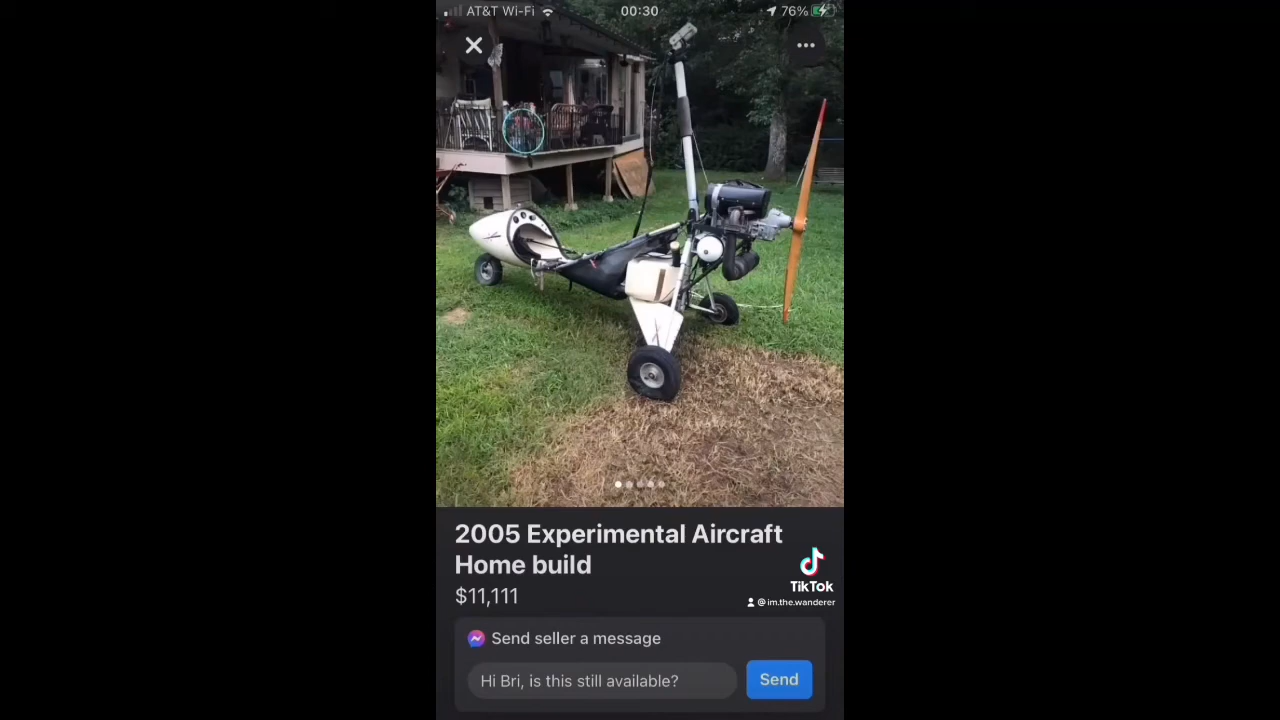 AT&T Wi-Fi 00:30 76%
2005 Experimental Aircraft
Home build
$11,111
TikTok
@im.the.wanderer
Send seller a message
Hi Bri, is this still available?
Send